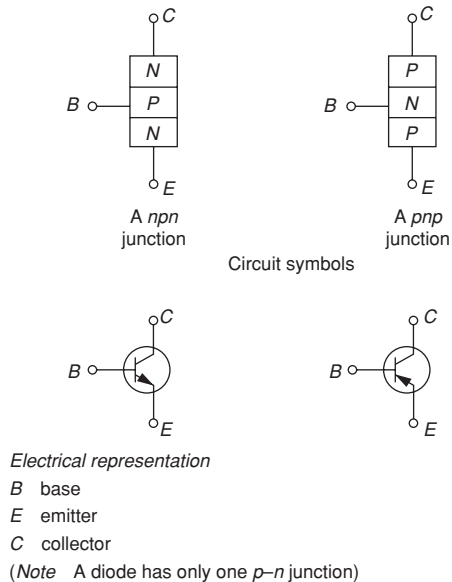 C C
N P
B P B N
N P
E E
A npn A pnp
junction junction
Circuit symbols
C C
B B
E E
Electrical representation
B base
E emitter
C collector
(Note A diode has only one p–n junction)